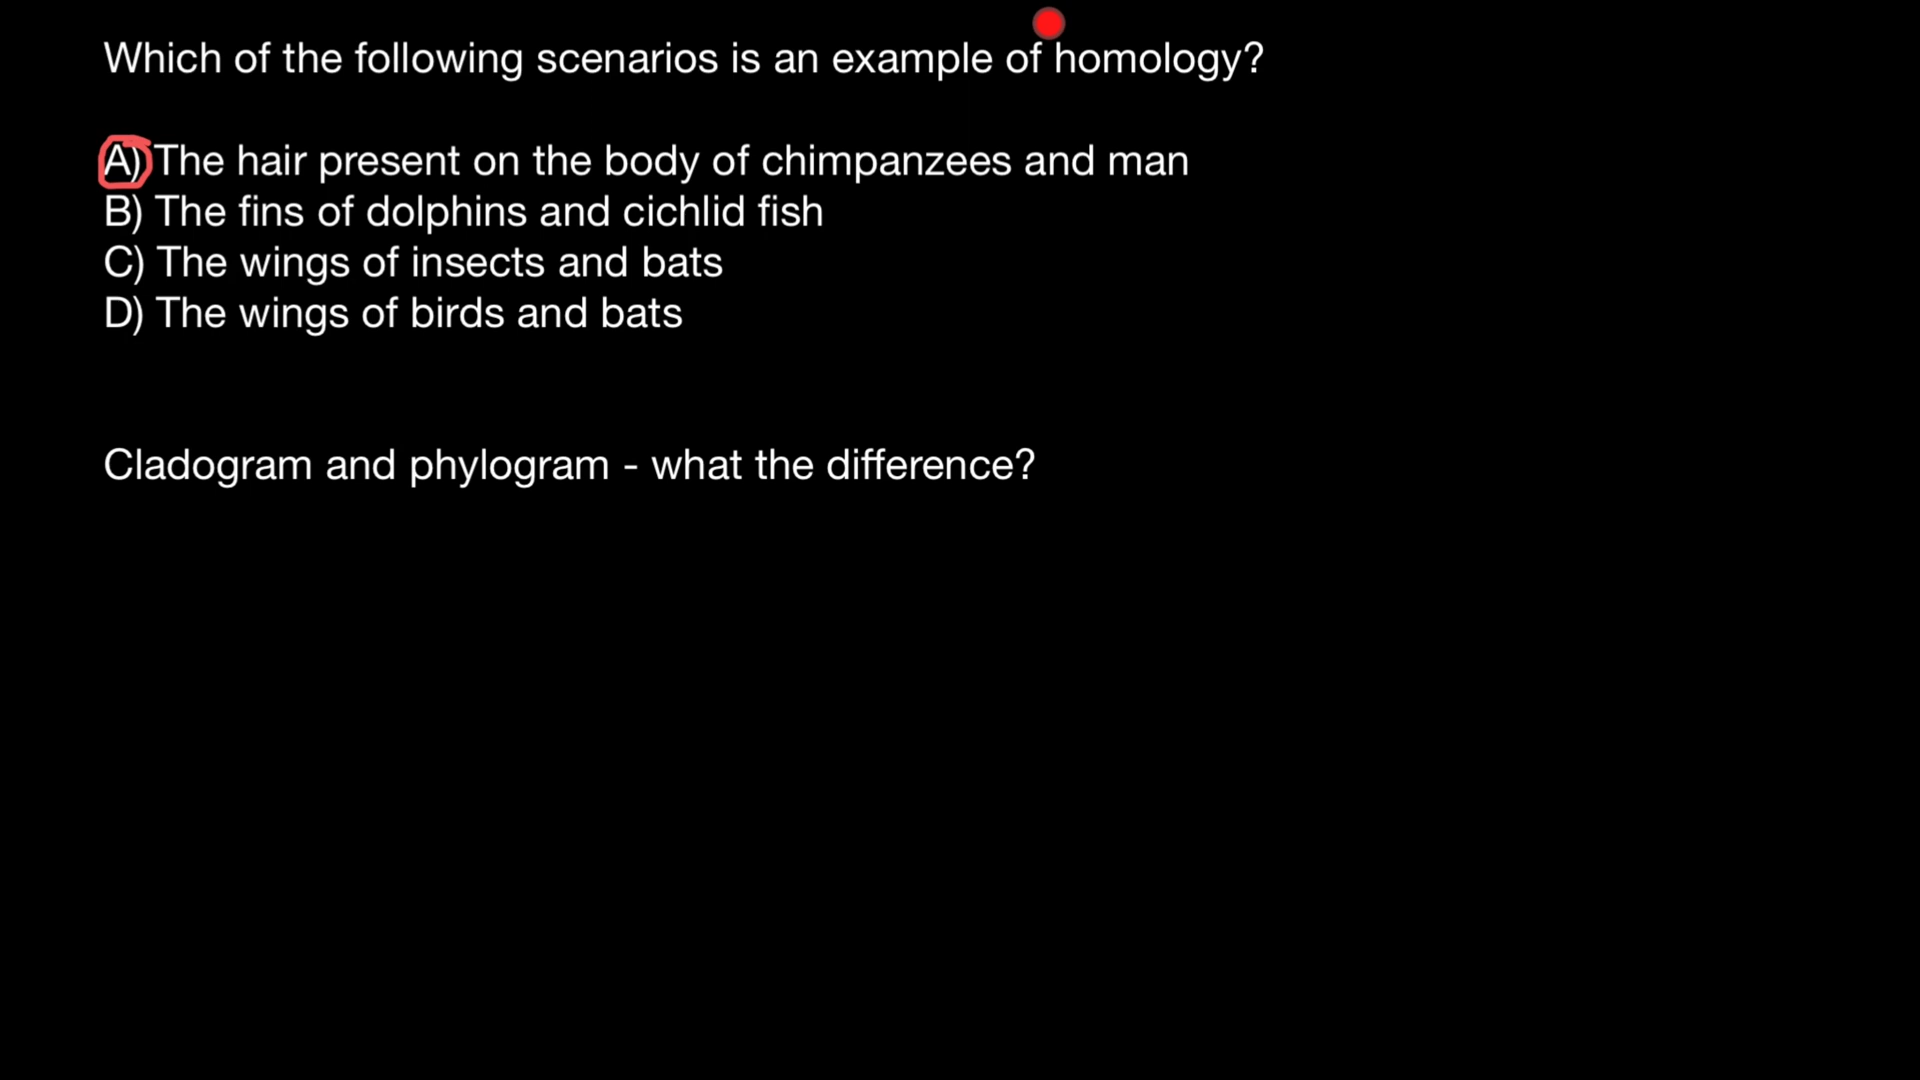 Which of the following scenarios is an example of homology?
A) The hair present on the body of chimpanzees and man
B) The fins of dolphins and cichlid fish
C) The wings of insects and bats
D) The wings of birds and bats
Cladogram and phylogram - what the difference?